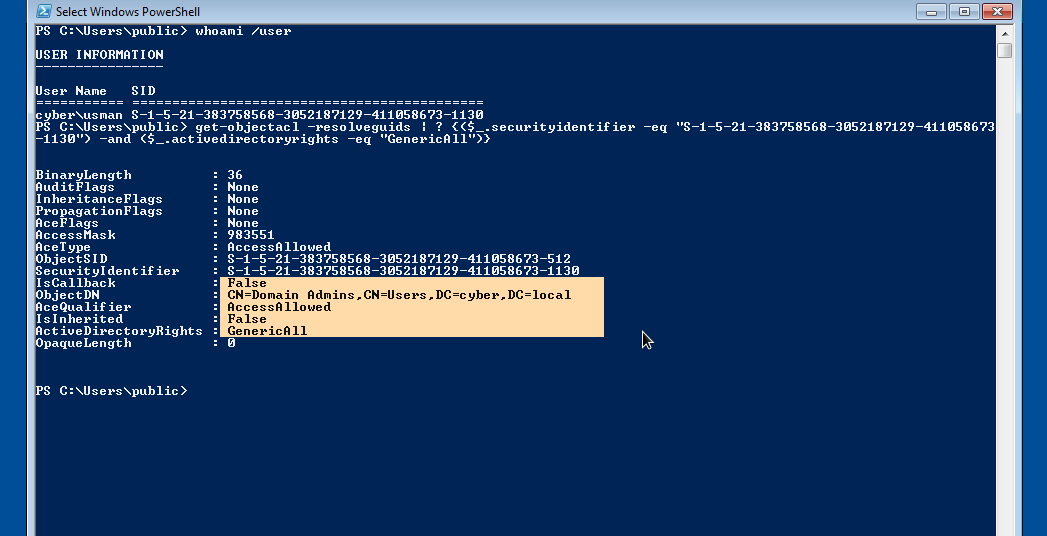 Select Windows PowerShell
PS C:\Users\public> whoami /user
USER INFORMATION
----------------
User Name   SID
=========== ============================================
cyber\usman S-1-5-21-383758568-3052187129-411058673-1130
PS C:\Users\public> get-objectacl -resolveguids | ? {($_.securityidentifier -eq "S-1-5-21-383758568-3052187129-411058673
-1130") -and ($_.activedirectoryrights -eq "GenericAll")}
BinaryLength          : 36
AuditFlags            : None
InheritanceFlags      : None
PropagationFlags      : None
AceFlags              : None
AccessMask            : 983551
AceType               : AccessAllowed
ObjectSID             : S-1-5-21-383758568-3052187129-411058673-512
SecurityIdentifier    : S-1-5-21-383758568-3052187129-411058673-1130
IsCallback            : False
ObjectDN              : CN=Domain Admins,CN=Users,DC=cyber,DC=local
AceQualifier          : AccessAllowed
IsInherited           : False
ActiveDirectoryRights : GenericAll
OpaqueLength          : 0
PS C:\Users\public>